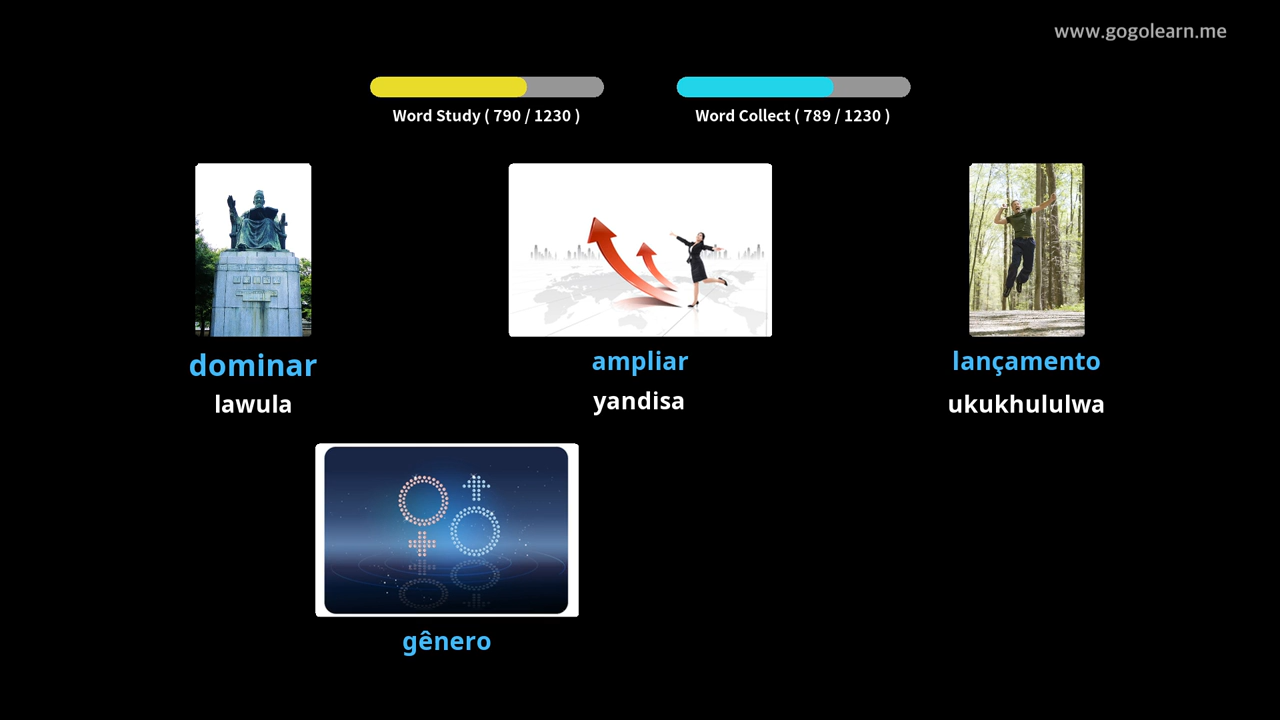 www.gogolearn.me
Word Study ( 790 / 1230 )
Word Collect ( 789 / 1230 )
dominar
lawula
ampliar
yandisa
lançamento
ukukhululwa
gênero